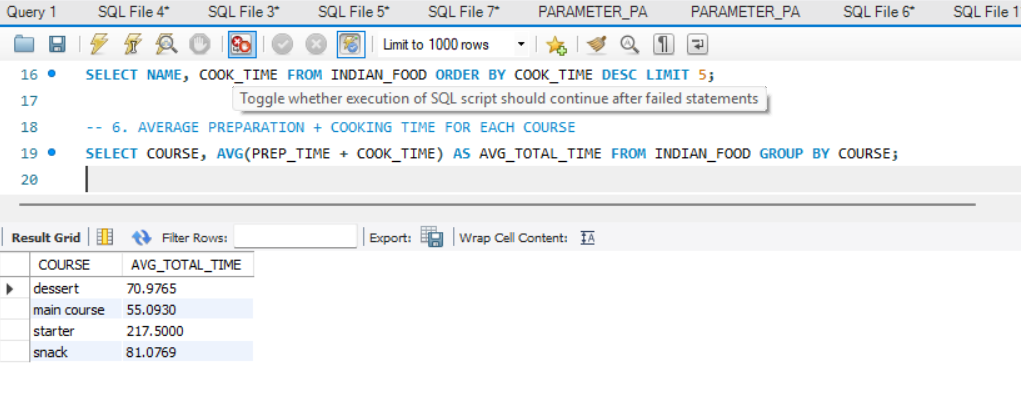 Query 1 SQL File 4* SQL File 3* SQL File 5* SQL File 7* PARAMETER_PA PARAMETER_PA SQL File 6* SQL File 1
Limit to 1000 rows
16 SELECT NAME, COOK_TIME FROM INDIAN_FOOD ORDER BY COOK_TIME DESC LIMIT 5;
Toggle whether execution of SQL script should continue after failed statements
17
18 -- 6. AVERAGE PREPARATION + COOKING TIME FOR EACH COURSE
19 SELECT COURSE, AVG(PREP_TIME + COOK_TIME) AS AVG_TOTAL_TIME FROM INDIAN_FOOD GROUP BY COURSE;
20
Result Grid Filter Rows: Export: Wrap Cell Content: IA
COURSE AVG_TOTAL_TIME
dessert 70.9765
main course 55.0930
starter 217.5000
snack 81.0769